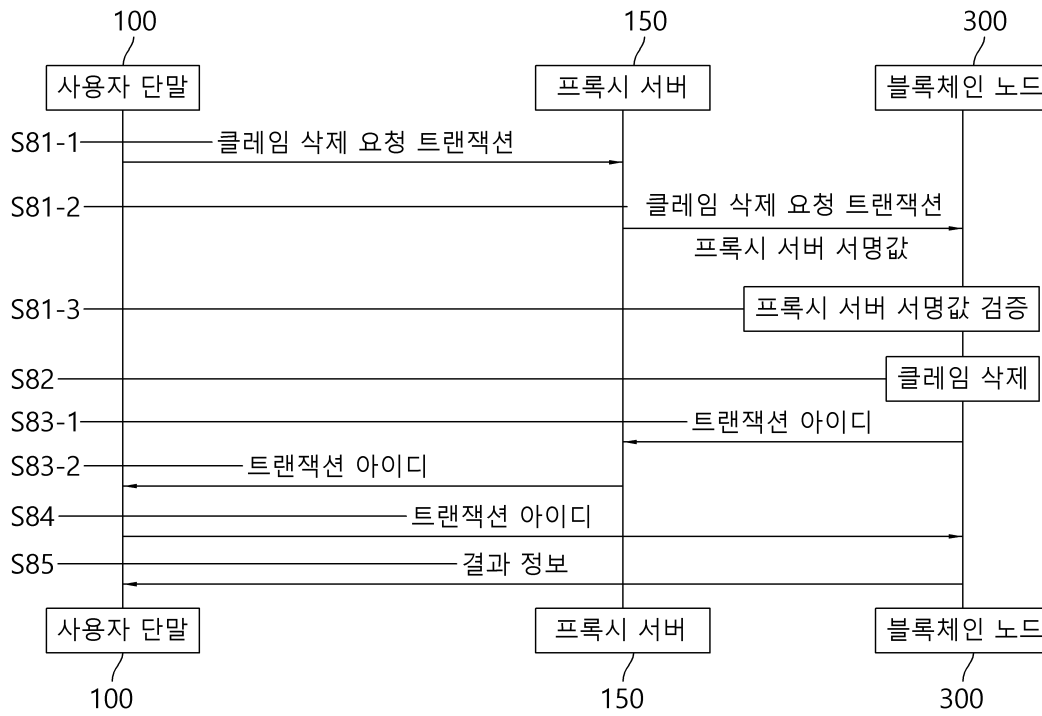 100
150
300
사용자 단말
프록시 서버
블록체인 노드
S81-1
클레임 삭제 요청 트랜잭션
S81-2
클레임 삭제 요청 트랜잭션
프록시 서버 서명값
S81-3
프록시 서버 서명값 검증
S82
클레임 삭제
S83-1
트랜잭션 아이디
S83-2
트랜잭션 아이디
S84
트랜잭션 아이디
S85
결과 정보
사용자 단말
프록시 서버
블록체인 노드
100
150
300